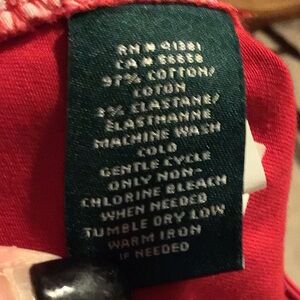 RN # 41381
CA # 56656
97% COTTON/
COTON
3% ELASTANE/
ELASTHANNE
MACHINE WASH
COLD
GENTLE CYCLE
ONLY NON-
CHLORINE BLEACH
WHEN NEEDED
TUMBLE DRY LOW
WARM IRON
IF NEEDED